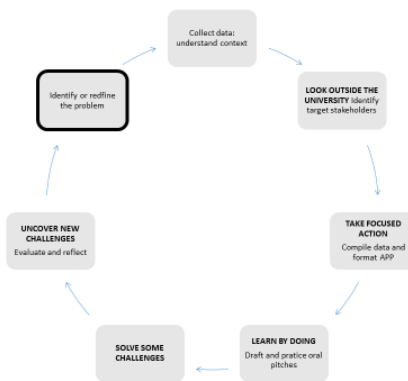 Collect data:
understand context
LOOK OUTSIDE THE
UNIVERSITY Identify
target stakeholders
TAKE FOCUSED
ACTION
Compile data and
format APP
LEARN BY DOING
Draft and pratice oral
pitches
SOLVE SOME
CHALLENGES
UNCOVER NEW
CHALLENGES
Evaluate and reflect
Identify or redfine
the problem